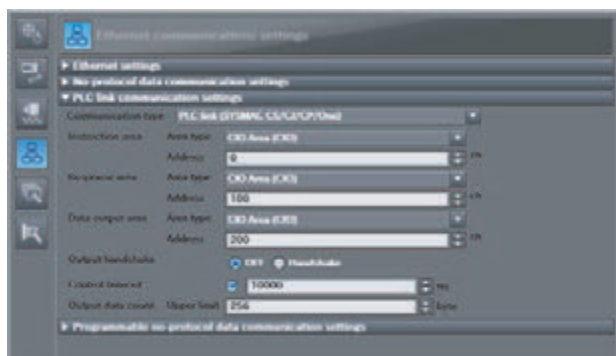 Ethernet communications settings
Ethernet settings
No-protocol data communication settings
PLC link communication settings
Communication type PLC link (SYSMAC CS/CJ/CP/One)
Instruction area Area type CIO Area (CIO)
Address 0 ch
Response area Area type CIO Area (CIO)
Address 100 ch
Data output area Area type CIO Area (CIO)
Address 200 ch
Output handshake OFF Handshake
Control timeout 10000 ms
Output data count Upper limit 256 byte
Programmable no-protocol data communication settings